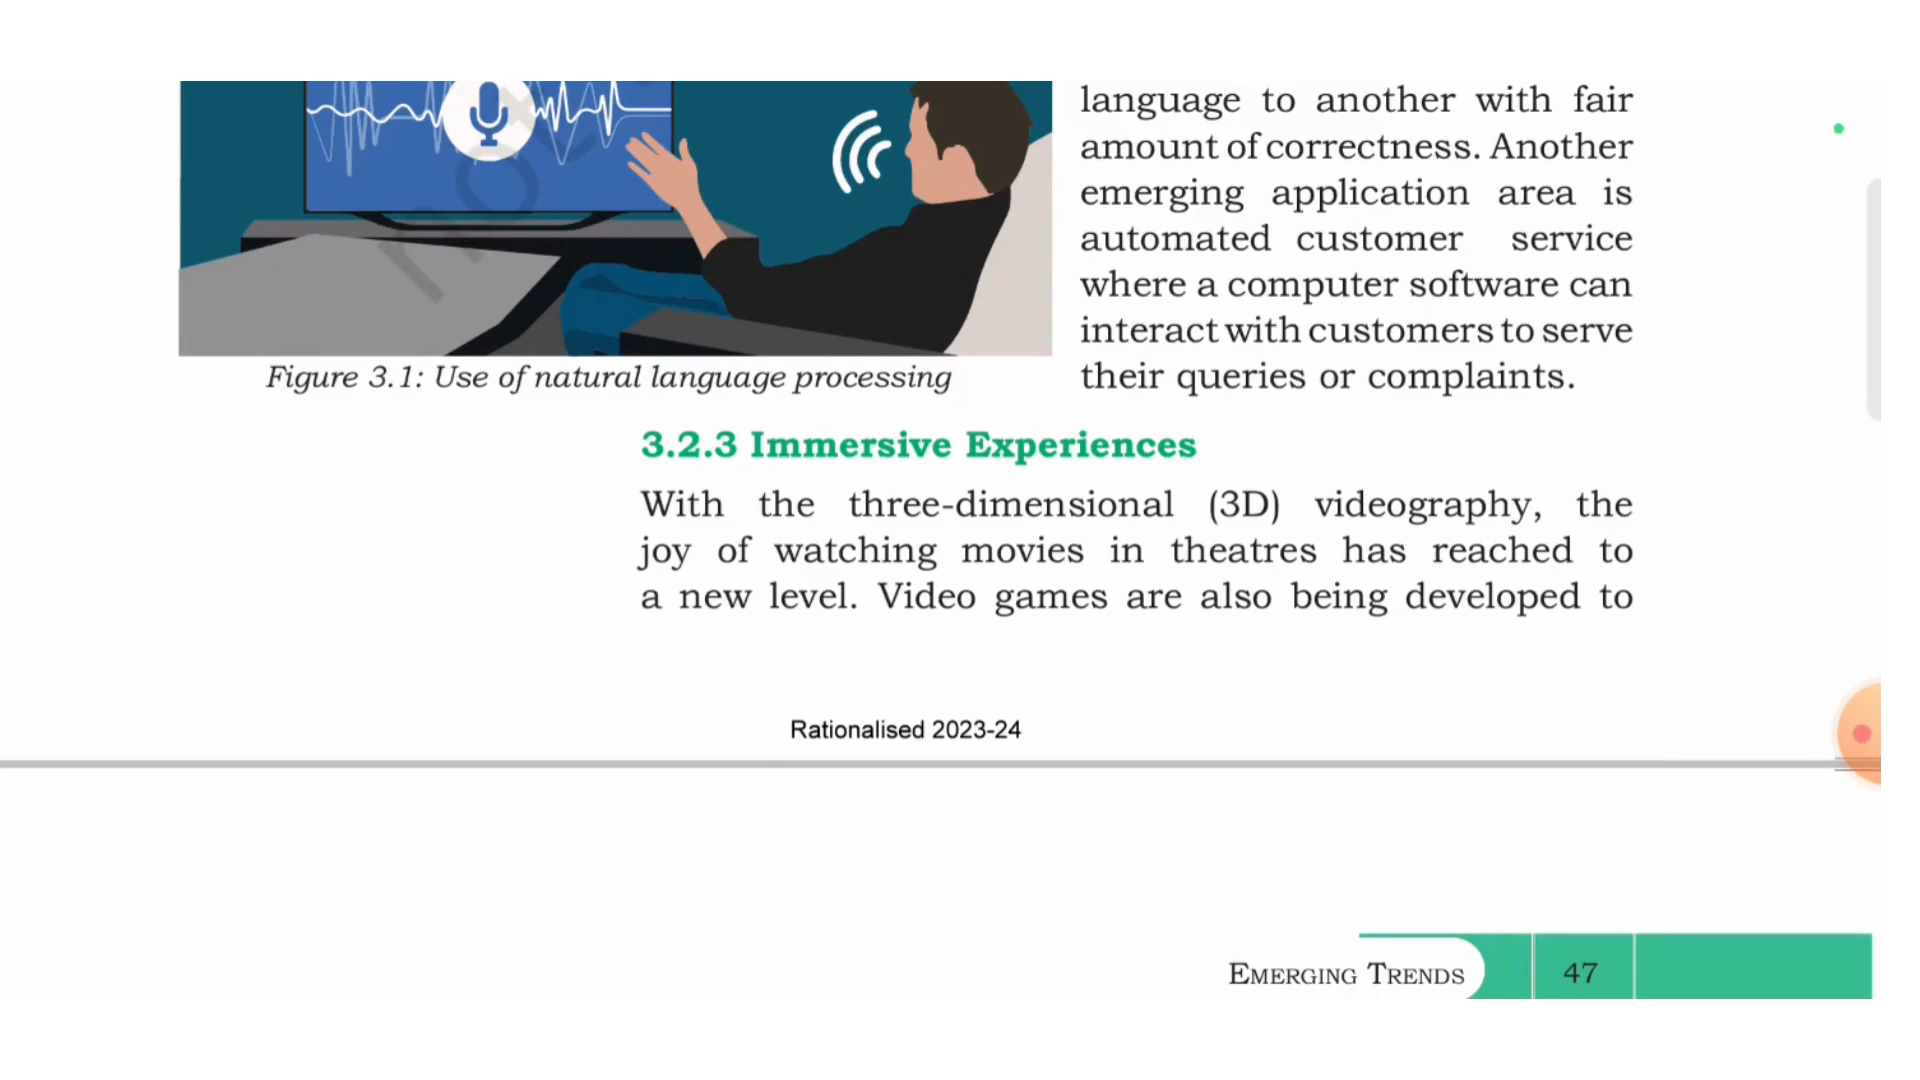 language to another with fair
amount of correctness. Another
emerging application area is
automated customer service
where a computer software can
interact with customers to serve
their queries or complaints.
Figure 3.1: Use of natural language processing
3.2.3 Immersive Experiences
With the three-dimensional (3D) videography, the
joy of watching movies in theatres has reached to
a new level. Video games are also being developed to
Rationalised 2023-24
EMERGING TRENDS 47